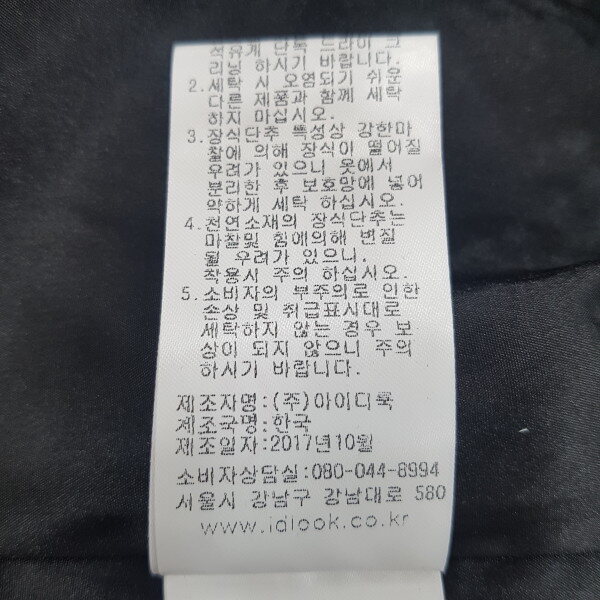 석유계 단독 드라이 크
리닝 하시기 바랍니다.
2.세탁 시 오염되기 쉬운
다른 제품과 함께 세탁
하지 마십시오.
3.장식단추 특성상 강한마
찰에 의해 장식이 떨어질
우려가 있으니 옷에서
분리한 후 보호망에 넣어
약하게 세탁 하십시오.
4.천연소재의 장식단추는
마찰및 힘에의해 변질
될 우려가 있으니,
착용시 주의 하십시오.
5.소비자의 부주의로 인한
손상 및 취급표시대로
세탁하지 않는 경우 보
상이 되지 않으니 주의
하시기 바랍니다.
제조자명:(주)아이디룩
제조국명:한국
제조일자:2017년10월
소비자상담실:080-044-8994
서울시 강남구 강남대로 580
www.idlook.co.kr